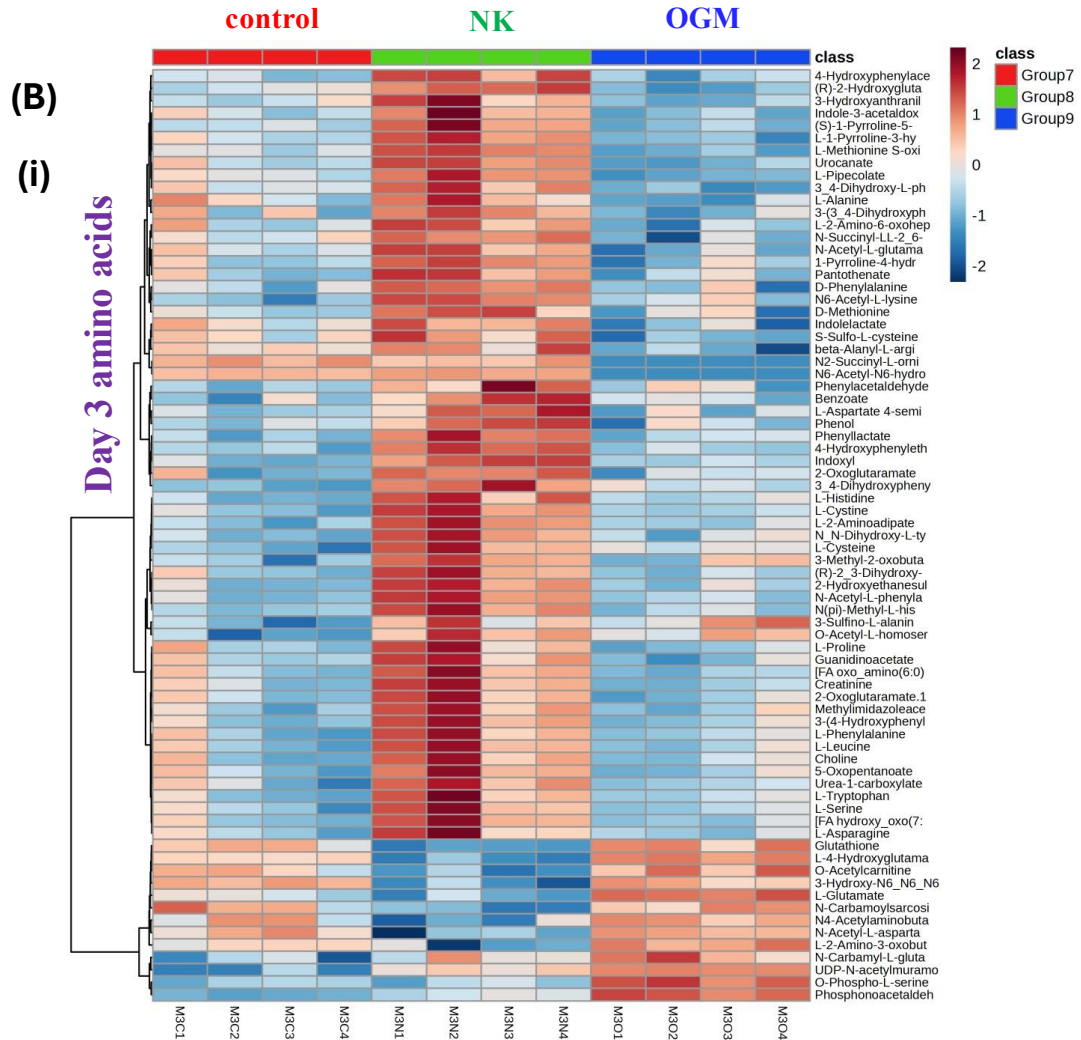 control NK OGM
(B)
(i)
Day 3 amino acids
class
4-Hydroxyphenylace
(R)-2-Hydroxygluta
3-Hydroxyanthranil
Indole-3-acetaldox
(S)-1-Pyrroline-5-
L-1-Pyrroline-3-hy
L-Methionine S-oxi
Urocanate
L-Pipecolate
3_4-Dihydroxy-L-ph
L-Alanine
3-(3_4-Dihydroxyph
L-2-Amino-6-oxohep
N-Succinyl-LL-2_6-
N-Acetyl-L-glutama
1-Pyrroline-4-hydr
Pantothenate
D-Phenylalanine
N6-Acetyl-L-lysine
D-Methionine
Indolelactate
S-Sulfo-L-cysteine
beta-Alanyl-L-argi
N2-Succinyl-L-orni
N6-Acetyl-N6-hydro
Phenylacetaldehyde
Benzoate
L-Aspartate 4-semi
Phenol
Phenyllactate
4-Hydroxyphenyleth
Indoxyl
2-Oxoglutaramate
3_4-Dihydroxypheny
L-Histidine
L-Cystine
L-2-Aminoadipate
N_N-Dihydroxy-L-ty
L-Cysteine
3-Methyl-2-oxobuta
(R)-2_3-Dihydroxy-
2-Hydroxyethanesul
N-Acetyl-L-phenyla
N(pi)-Methyl-L-his
3-Sulfino-L-alanin
O-Acetyl-L-homoser
L-Proline
Guanidinoacetate
[FA oxo_amino(6:0)
Creatinine
2-Oxoglutaramate.1
Methylimidazoleace
3-(4-Hydroxyphenyl
L-Phenylalanine
L-Leucine
Choline
5-Oxopentanoate
Urea-1-carboxylate
L-Tryptophan
L-Serine
[FA hydroxy_oxo(7:
L-Asparagine
Glutathione
L-4-Hydroxyglutama
O-Acetylcarnitine
3-Hydroxy-N6_N6_N6
L-Glutamate
N-Carbamoylsarcosi
N4-Acetylaminobuta
N-Acetyl-L-asparta
L-2-Amino-3-oxobut
N-Carbamyl-L-gluta
UDP-N-acetylmuramo
O-Phospho-L-serine
Phosphonoacetaldeh
M3C1 M3C2 M3C3 M3C4 M3N1 M3N2 M3N3 M3N4 M3O1 M3O2 M3O3 M3O4
2
1
0
-1
-2
class
Group7
Group8
Group9